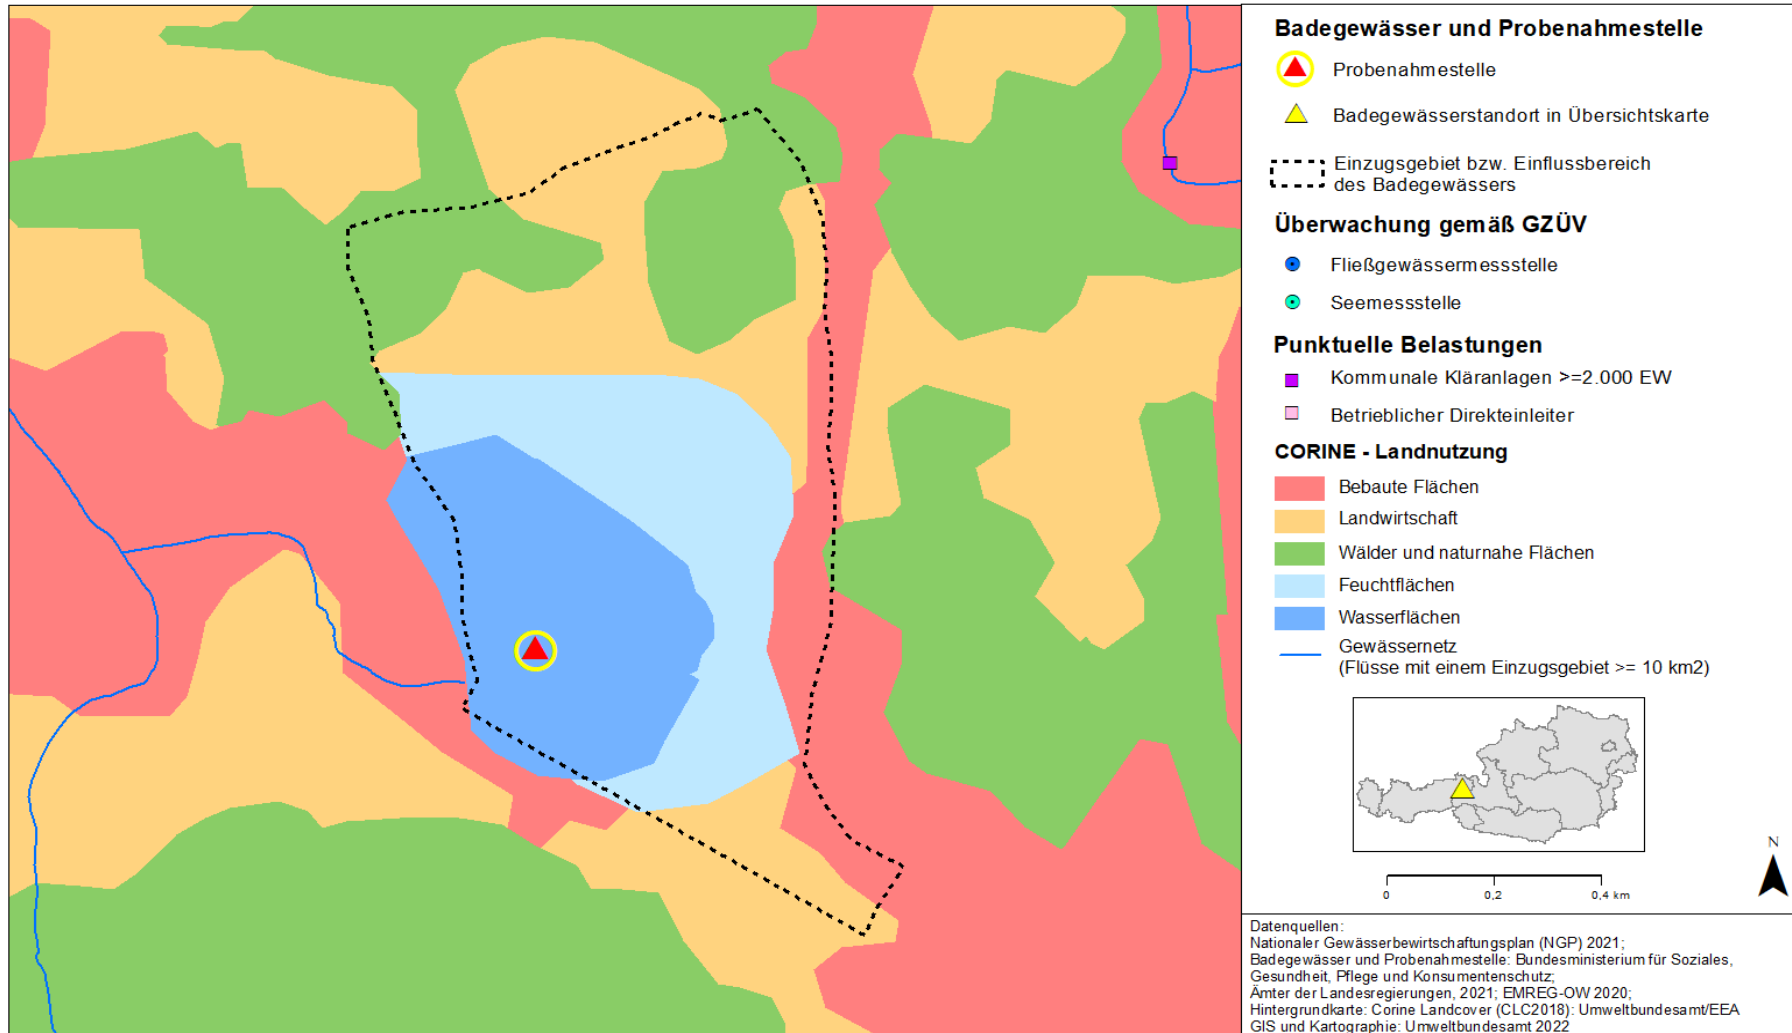 Badegewässer und Probenahmestelle
Probenahmestelle
Badegewässerstandort in Übersichtskarte
Einzugsgebiet bzw. Einflussbereich
des Badegewässers
Überwachung gemäß GZÜV
Fließgewässermessstelle
Seemessstelle
Punktuelle Belastungen
Kommunale Kläranlagen >=2.000 EW
Betrieblicher Direkteinleiter
CORINE - Landnutzung
Bebaute Flächen
Landwirtschaft
Wälder und naturnahe Flächen
Feuchtflächen
Wasserflächen
Gewässernetz
(Flüsse mit einem Einzugsgebiet >= 10 km2)
N
0 0,2 0,4 km
Datenquellen:
Nationaler Gewässerbewirtschaftungsplan (NGP) 2021;
Badegewässer und Probenahmestelle: Bundesministerium für Soziales,
Gesundheit, Pflege und Konsumentenschutz;
Ämter der Landesregierungen, 2021; EMREG-OW 2020;
Hintergrundkarte: Corine Landcover (CLC2018): Umweltbundesamt/EEA
GIS und Kartographie: Umweltbundesamt 2022